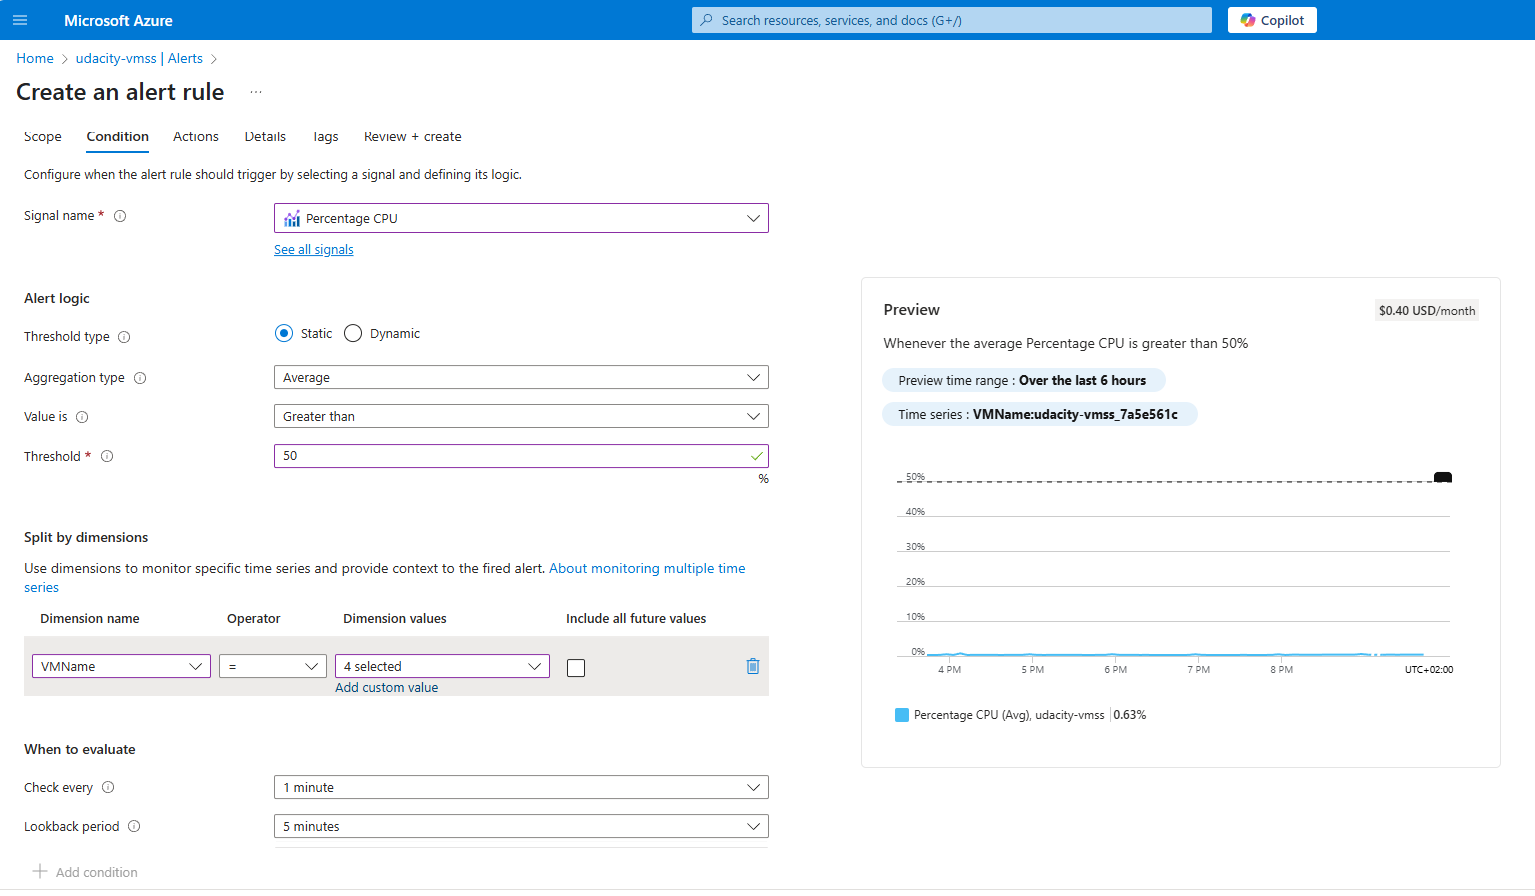 Microsoft Azure
Search resources, services, and docs (G+/)
Copilot
Home > udacity-vmss | Alerts >
Create an alert rule ...
Scope Condition Actions Details Tags Review + create
Configure when the alert rule should trigger by selecting a signal and defining its logic.
Signal name *
Percentage CPU
See all signals
Alert logic
Threshold type
Static Dynamic
Aggregation type
Average
Value is
Greater than
Threshold *
50
%
Split by dimensions
Use dimensions to monitor specific time series and provide context to the fired alert. About monitoring multiple time
series
Dimension name Operator Dimension values Include all future values
VMName = 4 selected
Add custom value
When to evaluate
Check every
1 minute
Lookback period
5 minutes
Add condition
Preview
$0.40 USD/month
Whenever the average Percentage CPU is greater than 50%
Preview time range : Over the last 6 hours
Time series : VMName:udacity-vmss_7a5e561c
50%
40%
30%
20%
10%
0%
4 PM 5 PM 6 PM 7 PM 8 PM UTC+02:00
Percentage CPU (Avg), udacity-vmss | 0.63%